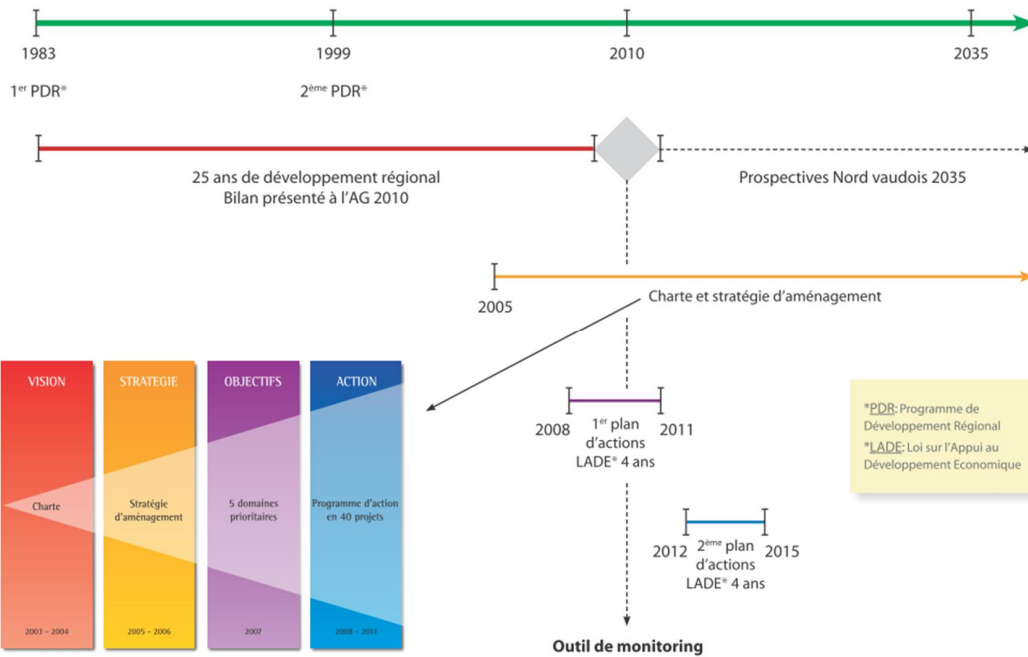 1983
1999
2010
2035
1er PDR*
2ème PDR*
25 ans de développement régional
Bilan présenté à l’AG 2010
Prospectives Nord vaudois 2035
2005
Charte et stratégie d’aménagement
VISION
Charte
2003 - 2004
STRATEGIE
Stratégie
d’aménagement
2005 - 2006
OBJECTIFS
5 domaines
prioritaires
2007
ACTION
Programme d’action
en 40 projets
2008 - 2011
2008
1er plan
d’actions
LADE* 4 ans
2011
2012
2ème plan
d’actions
LADE* 4 ans
2015
*PDR: Programme de
Développement Régional
*LADE: Loi sur l’Appui au
Développement Economique
Outil de monitoring